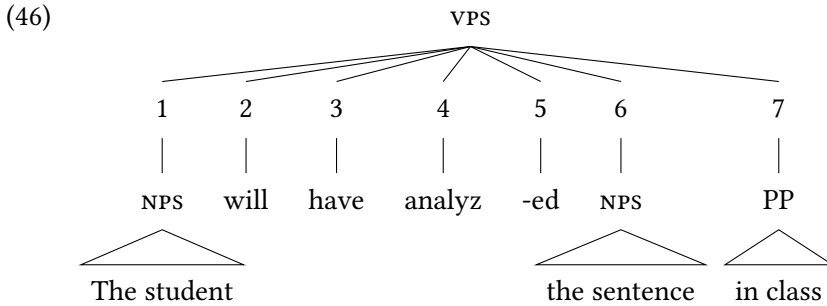 (46) VPS
1 2 3 4 5 6 7
NPS will have analyz -ed NPS PP
The student the sentence in class